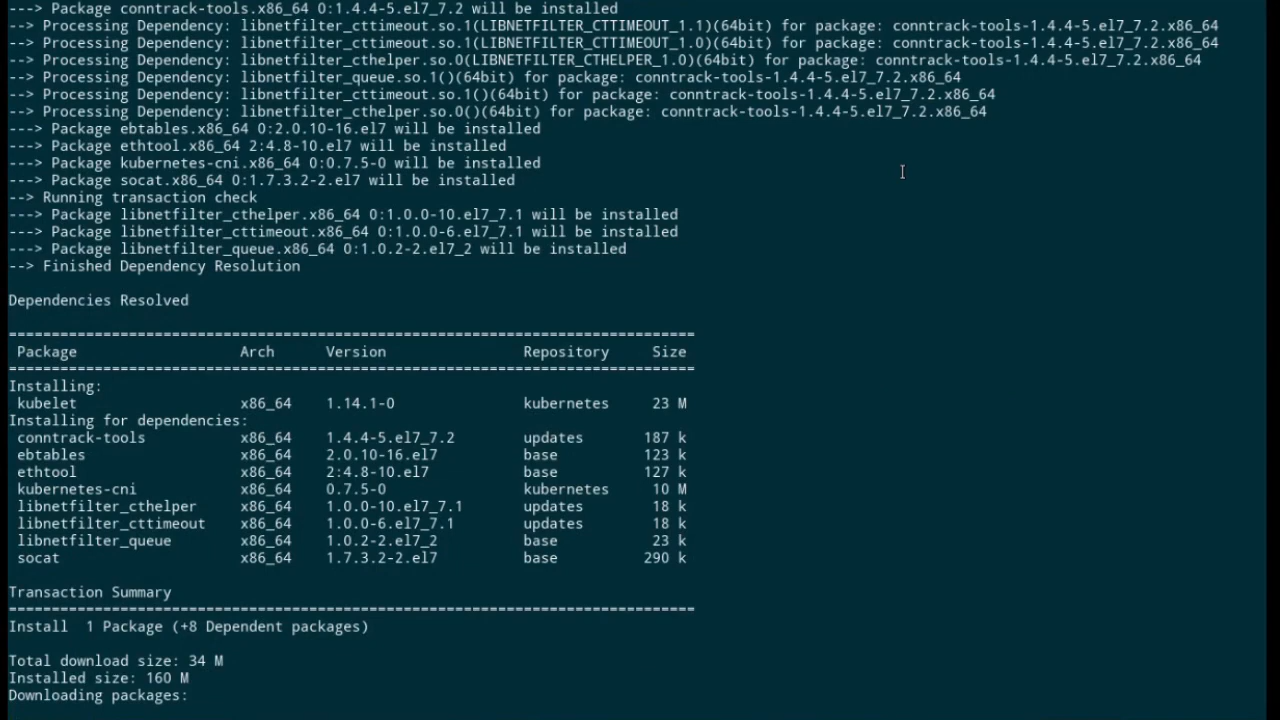 ---> Package conntrack-tools.x86_64 0:1.4.4-5.el7_7.2 will be installed
--> Processing Dependency: libnetfilter_cttimeout.so.1(LIBNETFILTER_CTTIMEOUT_1.1)(64bit) for package: conntrack-tools-1.4.4-5.el7_7.2.x86_64
--> Processing Dependency: libnetfilter_cttimeout.so.1(LIBNETFILTER_CTTIMEOUT_1.0)(64bit) for package: conntrack-tools-1.4.4-5.el7_7.2.x86_64
--> Processing Dependency: libnetfilter_cthelper.so.0(LIBNETFILTER_CTHELPER_1.0)(64bit) for package: conntrack-tools-1.4.4-5.el7_7.2.x86_64
--> Processing Dependency: libnetfilter_queue.so.1()(64bit) for package: conntrack-tools-1.4.4-5.el7_7.2.x86_64
--> Processing Dependency: libnetfilter_cttimeout.so.1()(64bit) for package: conntrack-tools-1.4.4-5.el7_7.2.x86_64
--> Processing Dependency: libnetfilter_cthelper.so.0()(64bit) for package: conntrack-tools-1.4.4-5.el7_7.2.x86_64
---> Package ebtables.x86_64 0:2.0.10-16.el7 will be installed
---> Package ethtool.x86_64 2:4.8-10.el7 will be installed
---> Package kubernetes-cni.x86_64 0:0.7.5-0 will be installed
---> Package socat.x86_64 0:1.7.3.2-2.el7 will be installed
--> Running transaction check
---> Package libnetfilter_cthelper.x86_64 0:1.0.0-10.el7_7.1 will be installed
---> Package libnetfilter_cttimeout.x86_64 0:1.0.0-6.el7_7.1 will be installed
---> Package libnetfilter_queue.x86_64 0:1.0.2-2.el7_2 will be installed
--> Finished Dependency Resolution
Dependencies Resolved
================================================================================
Package Arch Version Repository Size
================================================================================
Installing:
kubelet x86_64 1.14.1-0 kubernetes 23 M
Installing for dependencies:
conntrack-tools x86_64 1.4.4-5.el7_7.2 updates 187 k
ebtables x86_64 2.0.10-16.el7 base 123 k
ethtool x86_64 2:4.8-10.el7 base 127 k
kubernetes-cni x86_64 0.7.5-0 kubernetes 10 M
libnetfilter_cthelper x86_64 1.0.0-10.el7_7.1 updates 18 k
libnetfilter_cttimeout x86_64 1.0.0-6.el7_7.1 updates 18 k
libnetfilter_queue x86_64 1.0.2-2.el7_2 base 23 k
socat x86_64 1.7.3.2-2.el7 base 290 k
Transaction Summary
================================================================================
Install 1 Package (+8 Dependent packages)
Total download size: 34 M
Installed size: 160 M
Downloading packages: